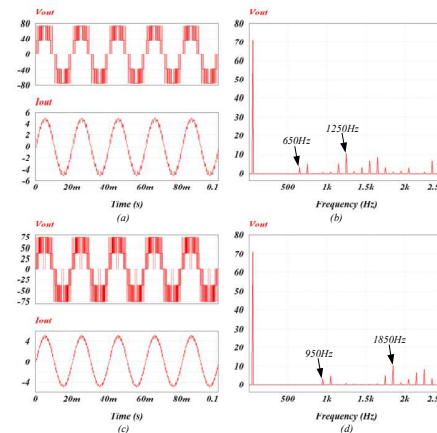 Vout
80
40
0
-40
-80
Iout
6
4
2
0
-2
-4
-6
0 20m 40m 60m 80m 0.1
Time (s)
(a)
Vout
80
70
60
50
40
30
20
10
0
650Hz
1250Hz
500 1k 1.5k 2k 2.5
Frequency (Hz)
(b)
Vout
75
50
25
0
-25
-50
-75
Iout
4
0
-4
0 20m 40m 60m 80m 0.1
Time (s)
(c)
Vout
80
70
60
50
40
30
20
10
0
950Hz
1850Hz
500 1k 1.5k 2k 2.5
Frequency (Hz)
(d)